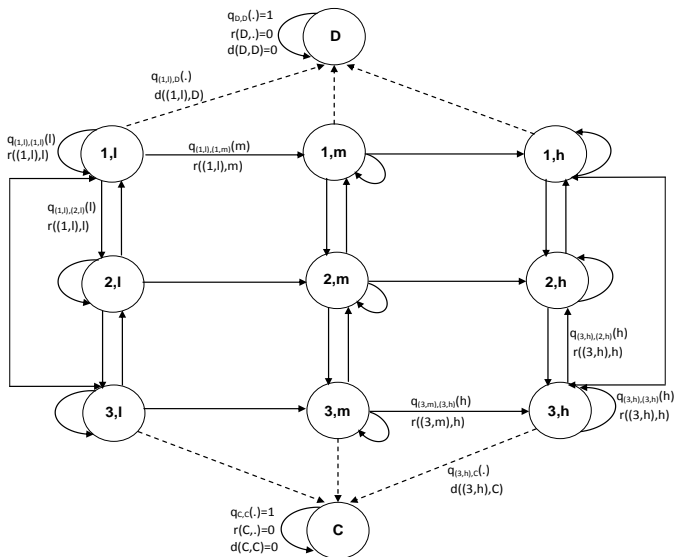 q_{D,D}(.)=1
r(D,.)=0
d(D,D)=0
D
q_{(1,l),D}(.)
d((1,l),D)
q_{(1,l),(1,l)}(l)
r((1,l),l)
1,l
q_{(1,l),(1,m)}(m)
r((1,l),m)
1,m
1,h
q_{(1,l),(2,l)}(l)
r((1,l),l)
2,l
2,m
2,h
q_{(3,h),(2,h)}(h)
r((3,h),h)
3,l
3,m
q_{(3,m),(3,h)}(h)
r((3,m),h)
3,h
q_{(3,h),(3,h)}(h)
r((3,h),h)
q_{(3,h),C}(.)
d((3,h),C)
q_{C,C}(.)=1
r(C,.)=0
d(C,C)=0
C